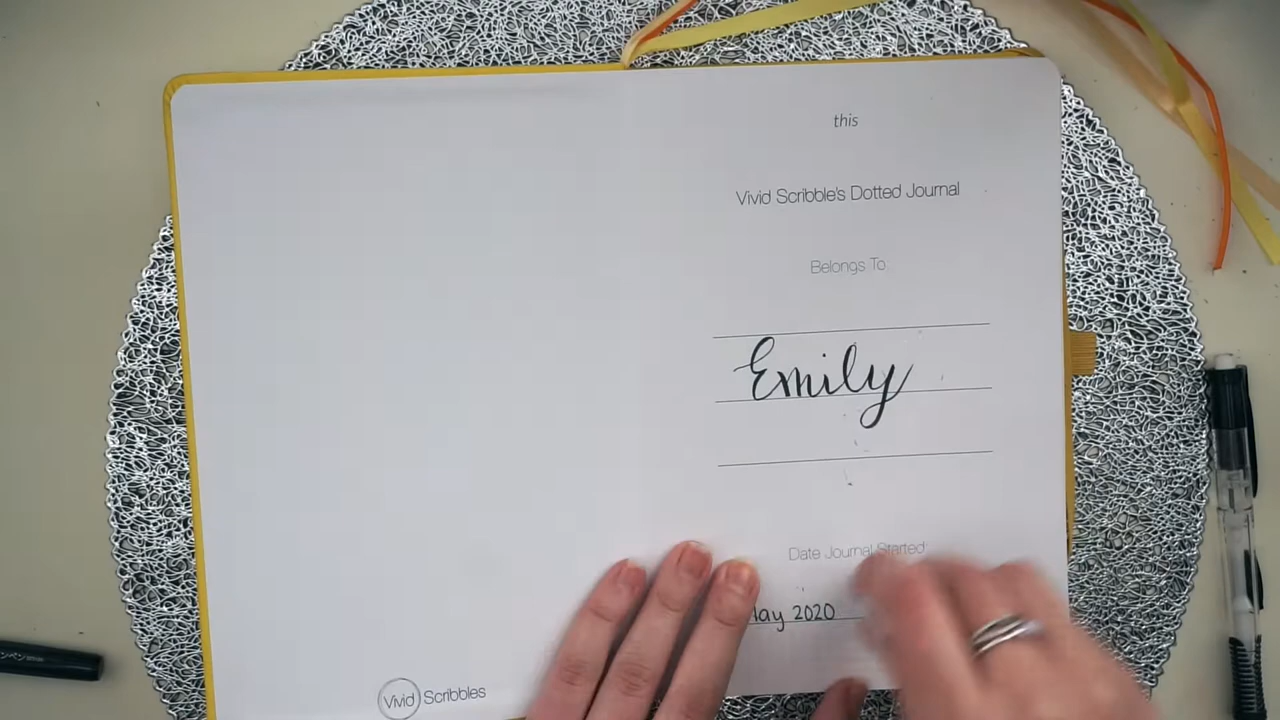 this
Vivid Scribble's Dotted Journal
Belongs To
Emily
Date Journal Started:
2020
Vivid Scribbles